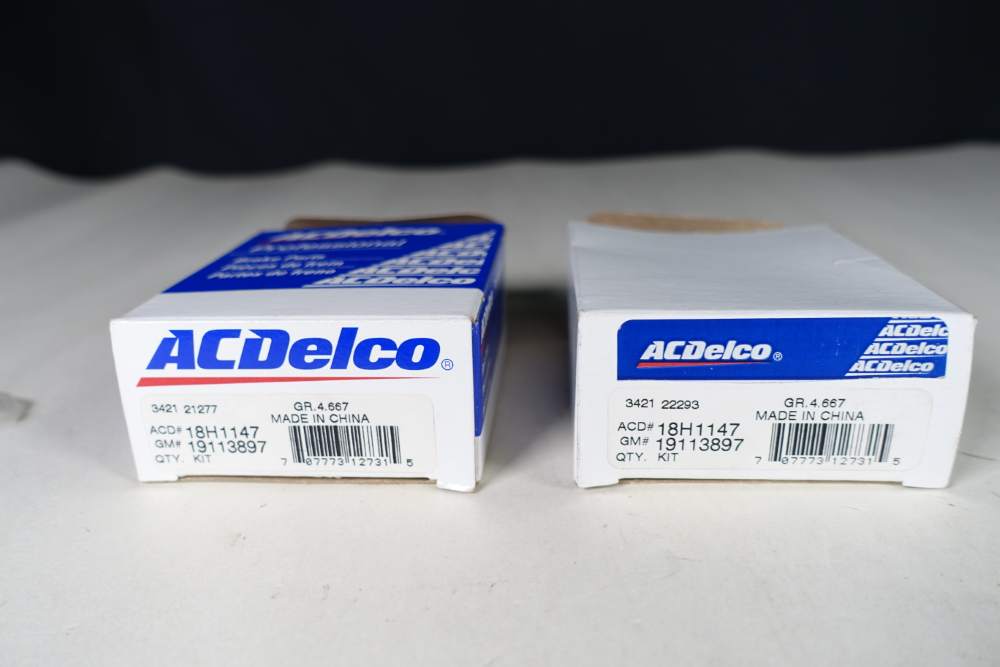 ACDelco
Professional
Brake Parts
Pièces de frein
Partes de freno
ACDelco
ACDelco
ACDelco®
3421 21277 GR.4.667
MADE IN CHINA
ACD# 18H1147
GM# 19113897
QTY. KIT
7 07773 12731 5
ACDelco®
ACDelco
ACDelco
ACDelco
3421 22293 GR.4.667
MADE IN CHINA
ACD# 18H1147
GM# 19113897
QTY. KIT
7 07773 12731 5